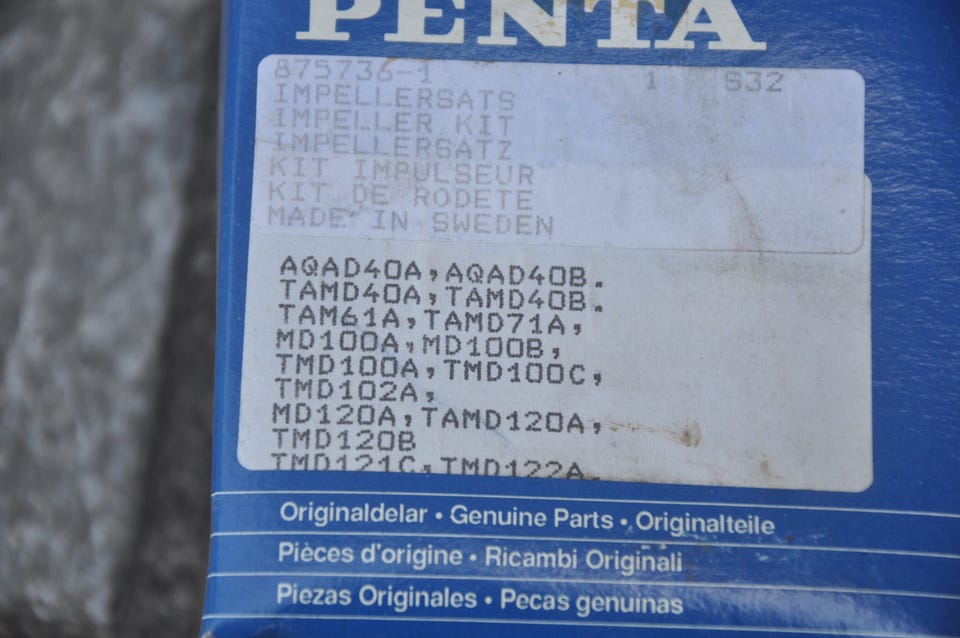 PENTA
875736-1 1 S32
IMPELLERSATS
IMPELLER KIT
IMPELLERSATZ
KIT IMPULSEUR
KIT DE RODETE
MADE IN SWEDEN
AQAD40A,AQAD40B.
TAMD40A,TAMD40B.
TAM61A,TAMD71A,
MD100A,MD100B,
TMD100A,TMD100C,
TMD102A,
MD120A,TAMD120A,
TMD120B
TMD121C,TMD122A.
Originaldelar • Genuine Parts • Originalteile
Pièces d'origine • Ricambi Originali
Piezas Originales • Pecas genuinas